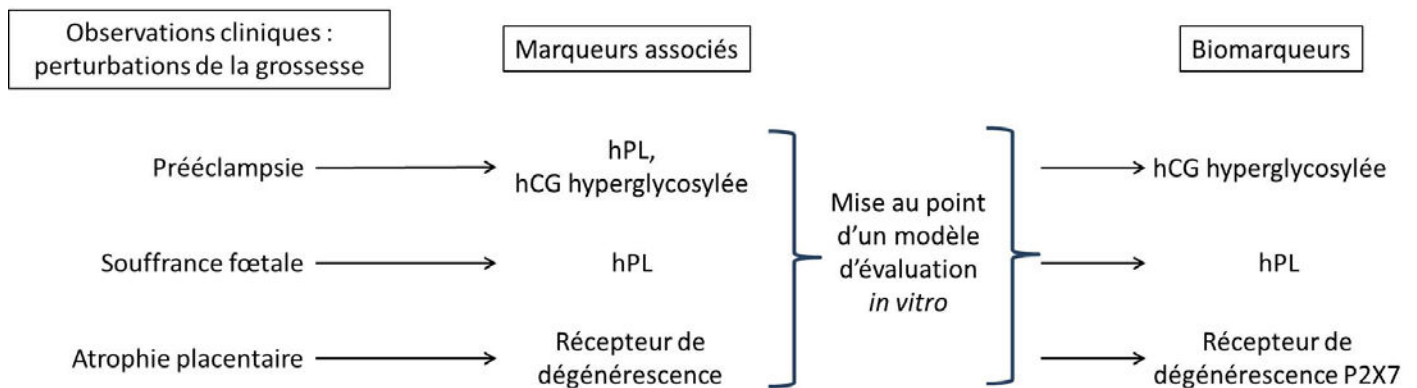 Observations cliniques :
perturbations de la grossesse
Marqueurs associés
Biomarqueurs
Prééclampsie
hPL,
hCG hyperglycosylée
Mise au point
d'un modèle
d'évaluation
in vitro
hCG hyperglycosylée
Souffrance fœtale
hPL
hPL
Atrophie placentaire
Récepteur de
dégénérescence
Récepteur de
dégénérescence P2X7